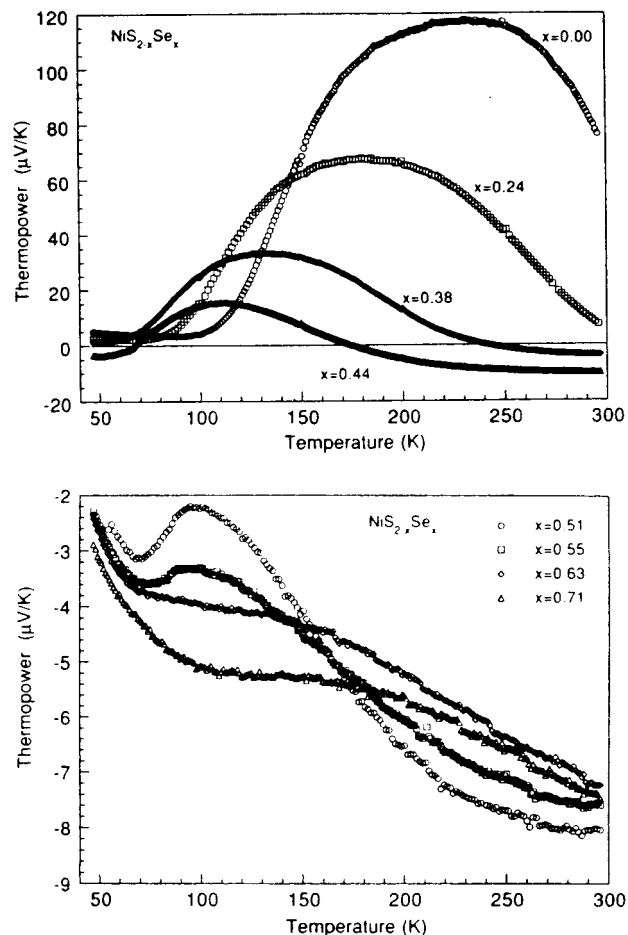 120
100
80
60
40
20
0
-20
Thermopower (µV/K)
NiS2-xSex
x=0.00
x=0.24
x=0.38
x=0.44
50
100
150
200
250
300
Temperature (K)
-2
-3
-4
-5
-6
-7
-8
-9
Thermopower (µV/K)
NiS2-xSex
x=0.51
x=0.55
x=0.63
x=0.71
50
100
150
200
250
300
Temperature (K)